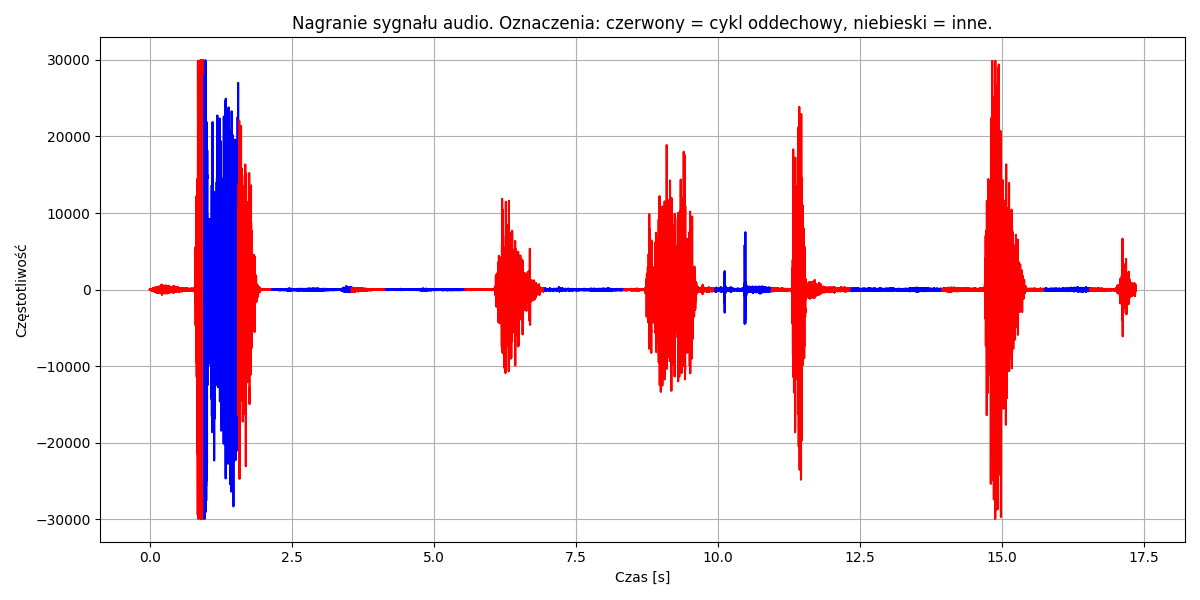 Nagranie sygnału audio. Oznaczenia: czerwony = cykl oddechowy, niebieski = inne.
30000
20000
10000
0
−10000
−20000
−30000
Częstotliwość
0.0 2.5 5.0 7.5 10.0 12.5 15.0 17.5
Czas [s]